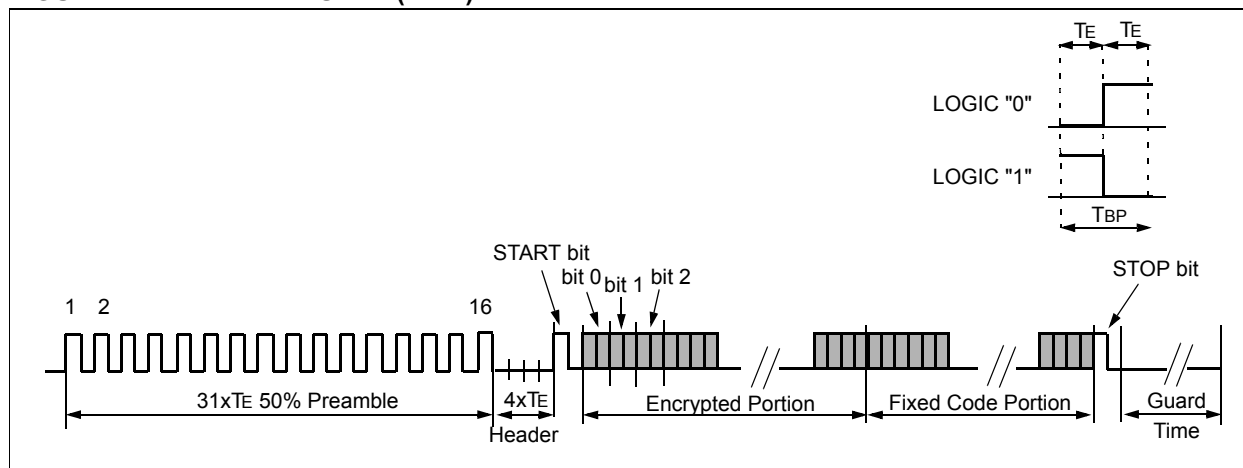 TE TE
LOGIC "0"
LOGIC "1"
TBP
START bit
bit 0 bit 1 bit 2
STOP bit
1 2 16
31xTE 50% Preamble
4xTE
Header
Encrypted Portion
Fixed Code Portion
Guard
Time